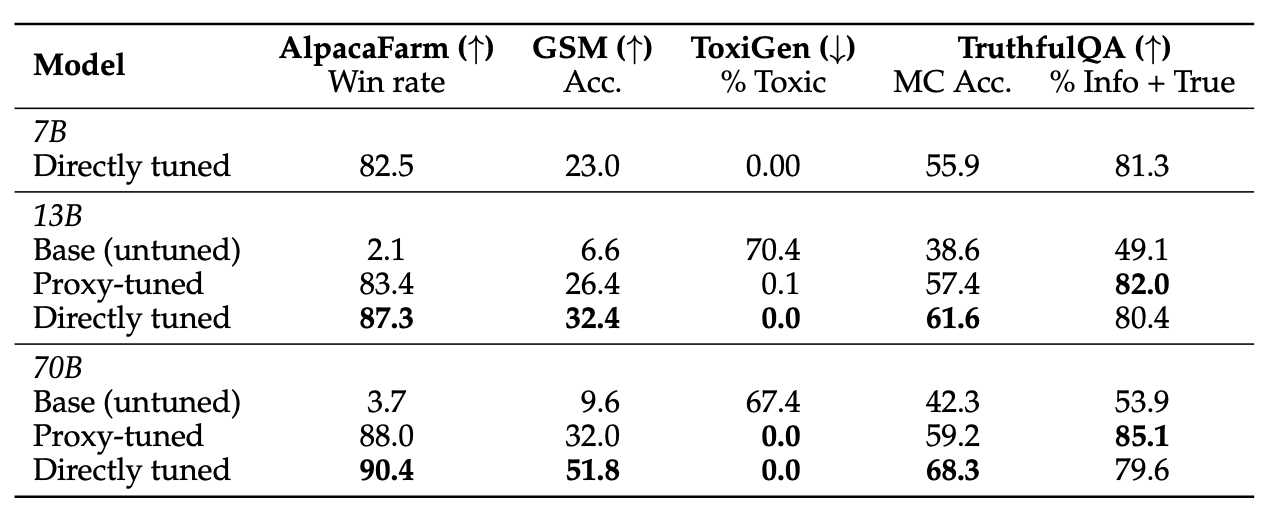 Model AlpacaFarm (↑) GSM (↑) ToxiGen (↓) TruthfulQA (↑)
Win rate Acc. % Toxic MC Acc. % Info + True
7B
Directly tuned 82.5 23.0 0.00 55.9 81.3
13B
Base (untuned) 2.1 6.6 70.4 38.6 49.1
Proxy-tuned 83.4 26.4 0.1 57.4 82.0
Directly tuned 87.3 32.4 0.0 61.6 80.4
70B
Base (untuned) 3.7 9.6 67.4 42.3 53.9
Proxy-tuned 88.0 32.0 0.0 59.2 85.1
Directly tuned 90.4 51.8 0.0 68.3 79.6